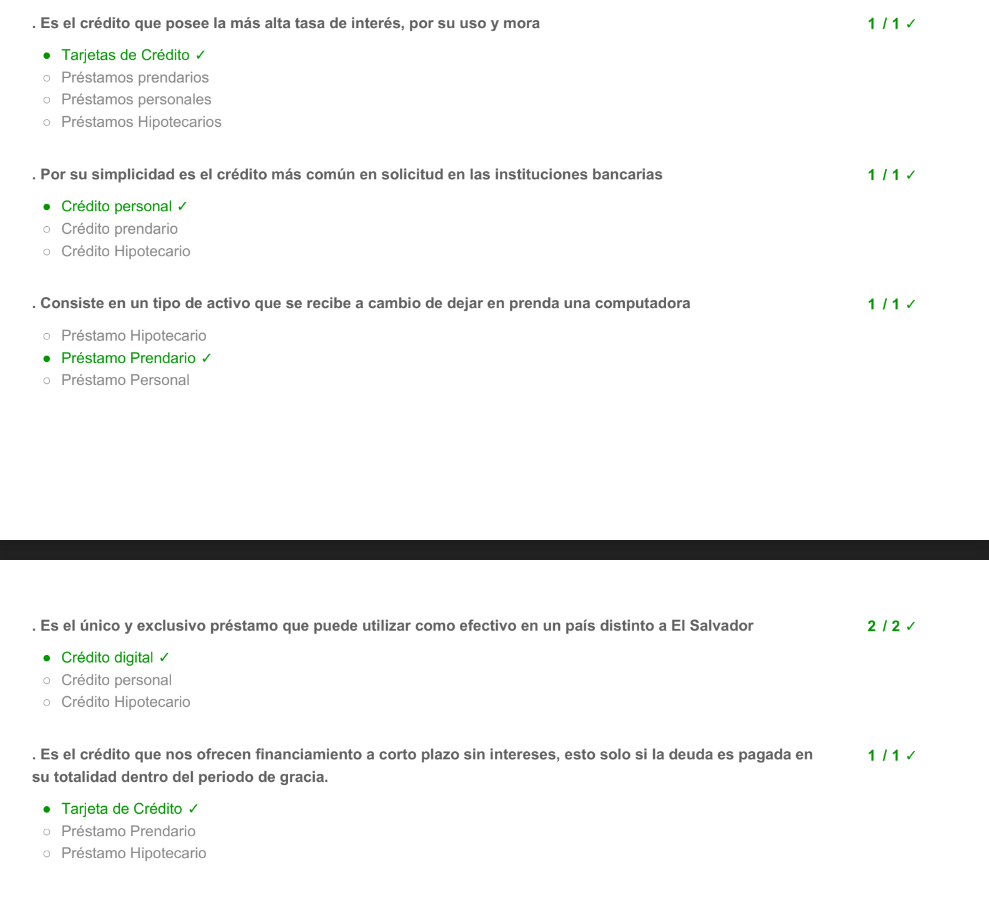 . Es el crédito que posee la más alta tasa de interés, por su uso y mora 1 / 1 ✓
● Tarjetas de Crédito ✓
○ Préstamos prendarios
○ Préstamos personales
○ Préstamos Hipotecarios
. Por su simplicidad es el crédito más común en solicitud en las instituciones bancarias 1 / 1 ✓
● Crédito personal ✓
○ Crédito prendario
○ Crédito Hipotecario
. Consiste en un tipo de activo que se recibe a cambio de dejar en prenda una computadora 1 / 1 ✓
○ Préstamo Hipotecario
● Préstamo Prendario ✓
○ Préstamo Personal
. Es el único y exclusivo préstamo que puede utilizar como efectivo en un país distinto a El Salvador 2 / 2 ✓
● Crédito digital ✓
○ Crédito personal
○ Crédito Hipotecario
. Es el crédito que nos ofrecen financiamiento a corto plazo sin intereses, esto solo si la deuda es pagada en 1 / 1 ✓
su totalidad dentro del periodo de gracia.
● Tarjeta de Crédito ✓
○ Préstamo Prendario
○ Préstamo Hipotecario